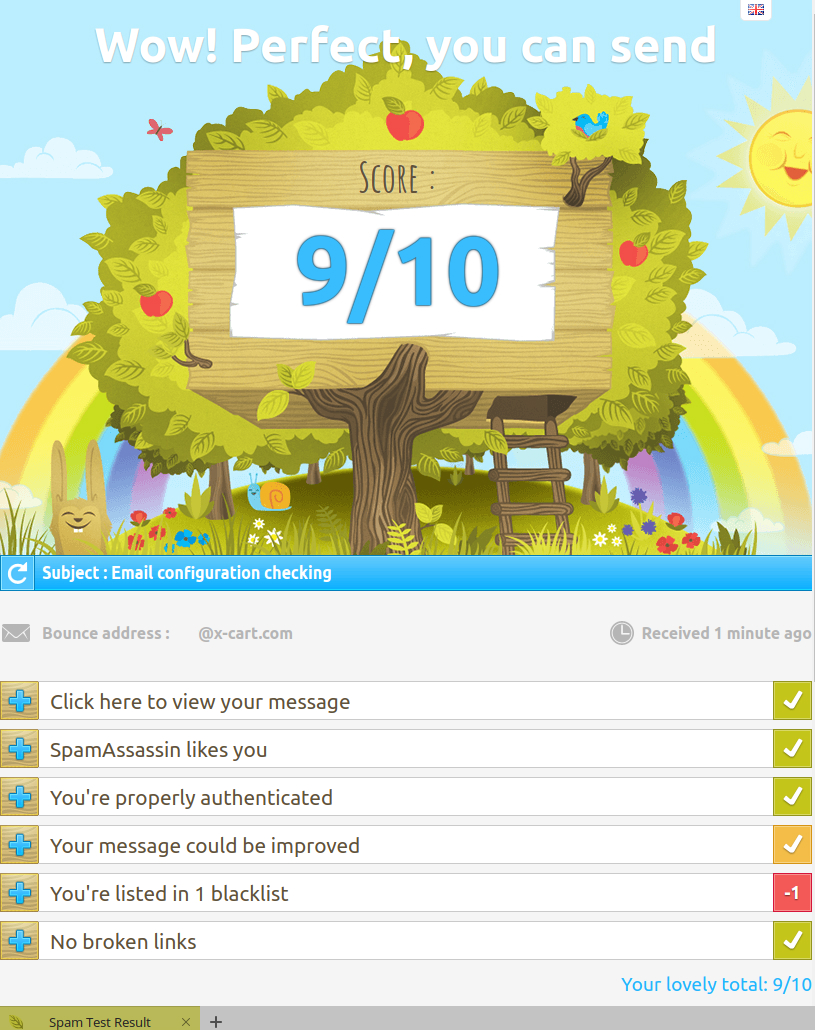 Wow! Perfect, you can send
Score :
9/10
Subject : Email configuration checking
Bounce address : @x-cart.com
Received 1 minute ago
Click here to view your message
SpamAssassin likes you
You're properly authenticated
Your message could be improved
You're listed in 1 blacklist
-1
No broken links
Your lovely total: 9/10
Spam Test Result